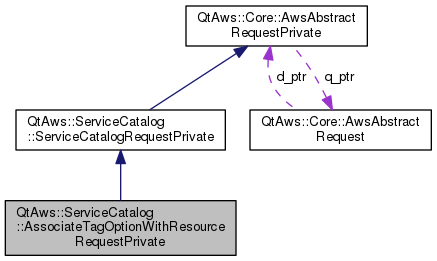 QtAws::Core::AwsAbstract
RequestPrivate
d_ptr
q_ptr
QtAws::ServiceCatalog
::ServiceCatalogRequestPrivate
QtAws::Core::AwsAbstract
Request
QtAws::ServiceCatalog
::AssociateTagOptionWithResource
RequestPrivate